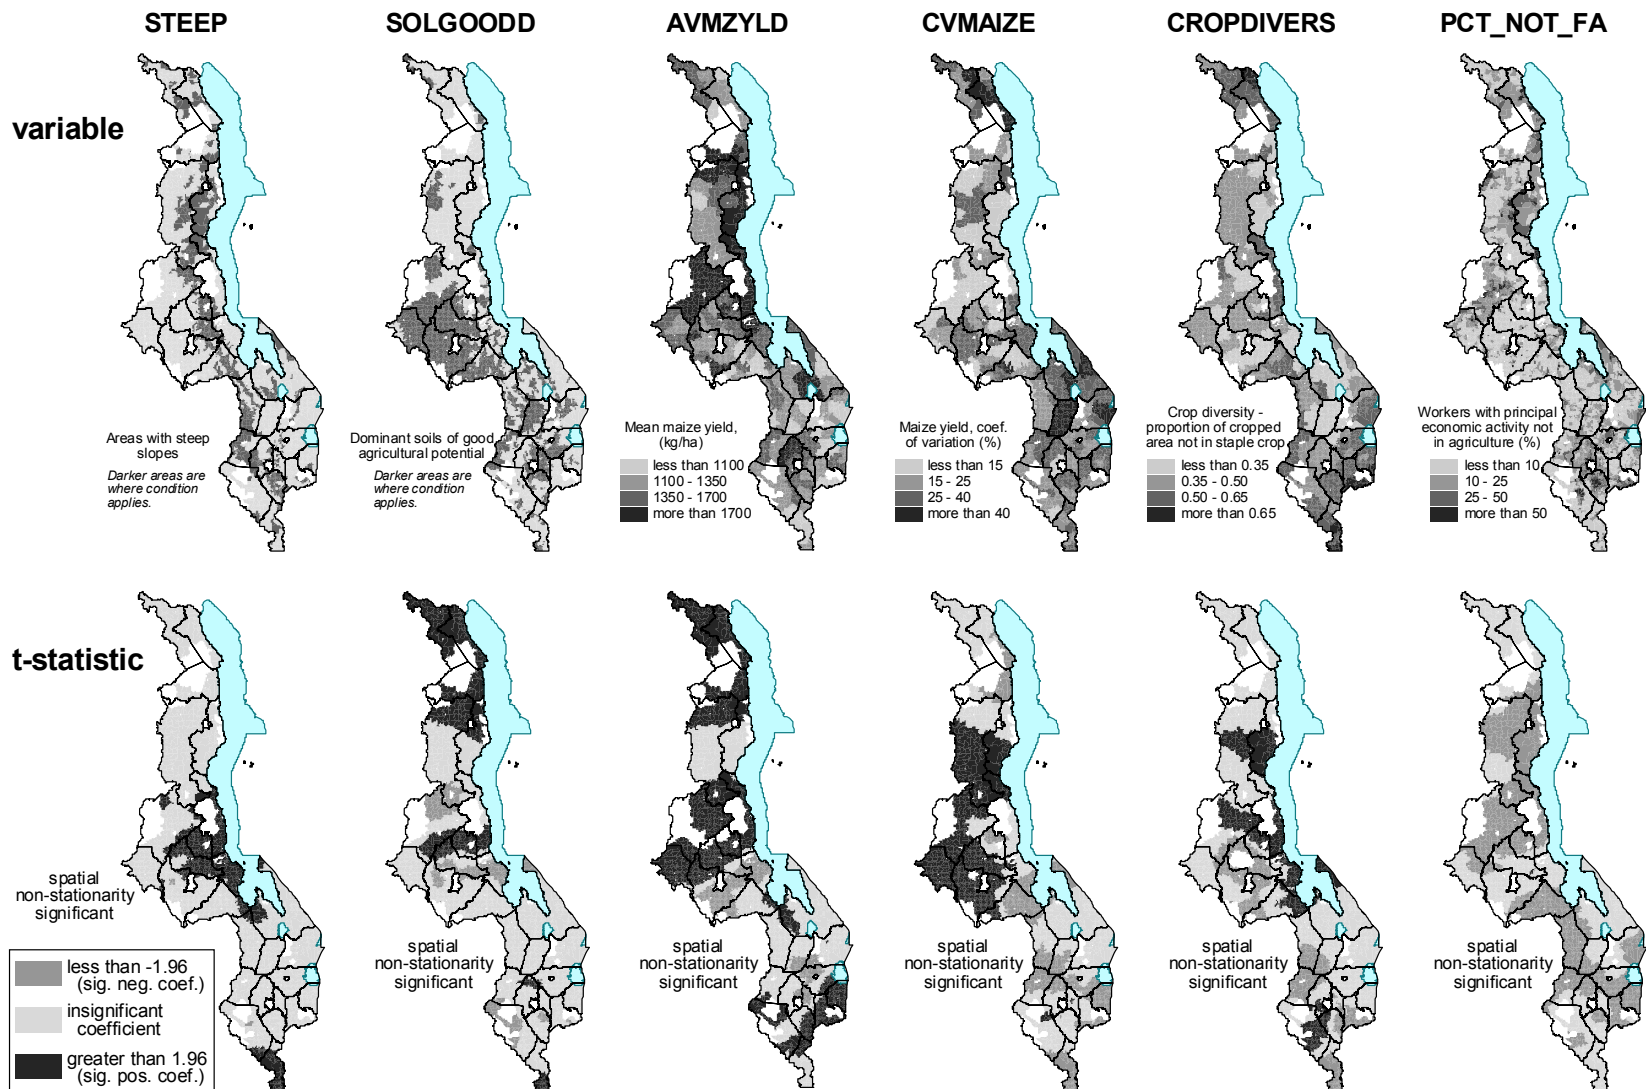 STEEP
SOLGOODD
AVMZYLD
CVMAIZE
CROPDIVERS
PCT_NOT_FA
variable
Areas with steep
slopes
Darker areas are
where condition
applies.
Dominant soils of good
agricultural potential
Darker areas are
where condition
applies.
Mean maize yield,
(kg/ha)
less than 1100
1100 - 1350
1350 - 1700
more than 1700
Maize yield, coef.
of variation (%)
less than 15
15 - 25
25 - 40
more than 40
Crop diversity -
proportion of cropped
area not in staple crop
less than 0.35
0.35 - 0.50
0.50 - 0.65
more than 0.65
Workers with principal
economic activity not
in agriculture (%)
less than 10
10 - 25
25 - 50
more than 50
t-statistic
spatial
non-stationarity
significant
spatial
non-stationarity
significant
spatial
non-stationarity
significant
spatial
non-stationarity
significant
spatial
non-stationarity
significant
spatial
non-stationarity
significant
less than -1.96
(sig. neg. coef.)
insignificant
coefficient
greater than 1.96
(sig. pos. coef.)